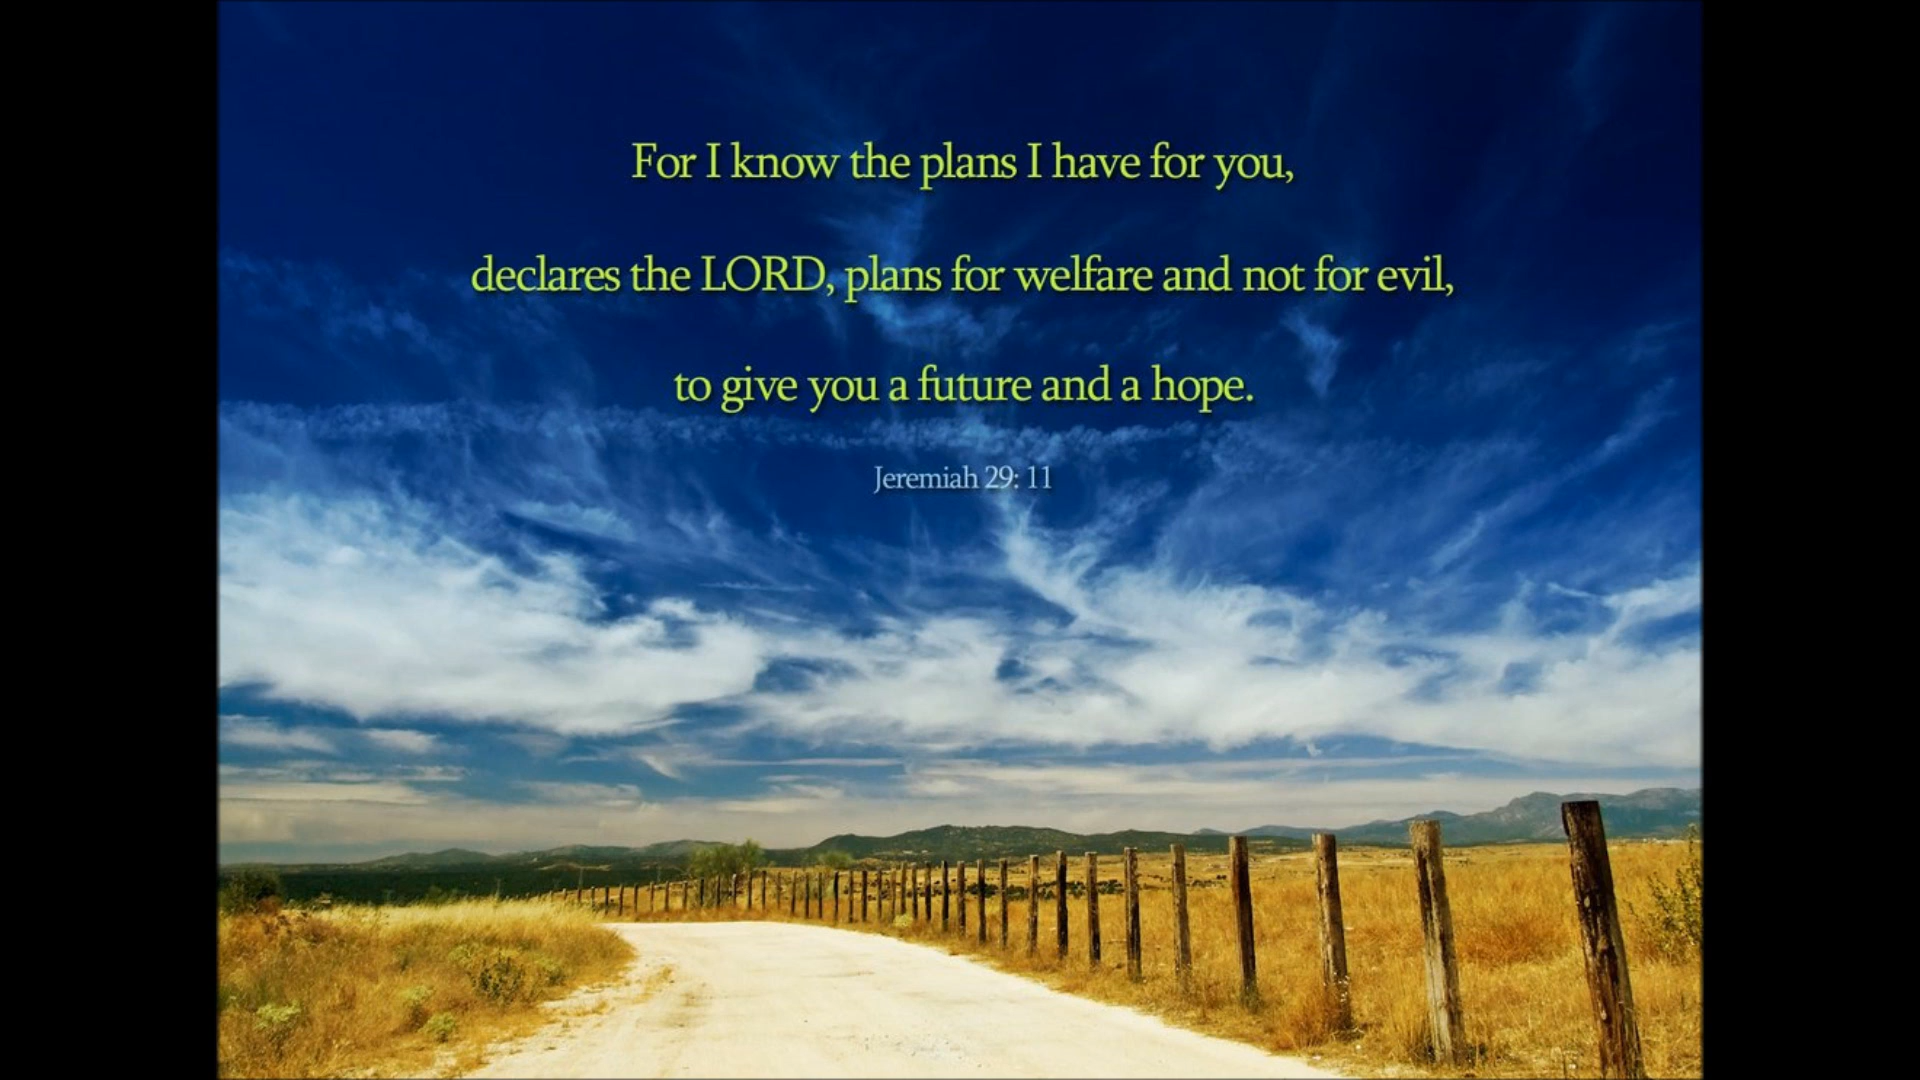 For I know the plans I have for you,
declares the LORD, plans for welfare and not for evil,
to give you a future and a hope.
Jeremiah 29: 11